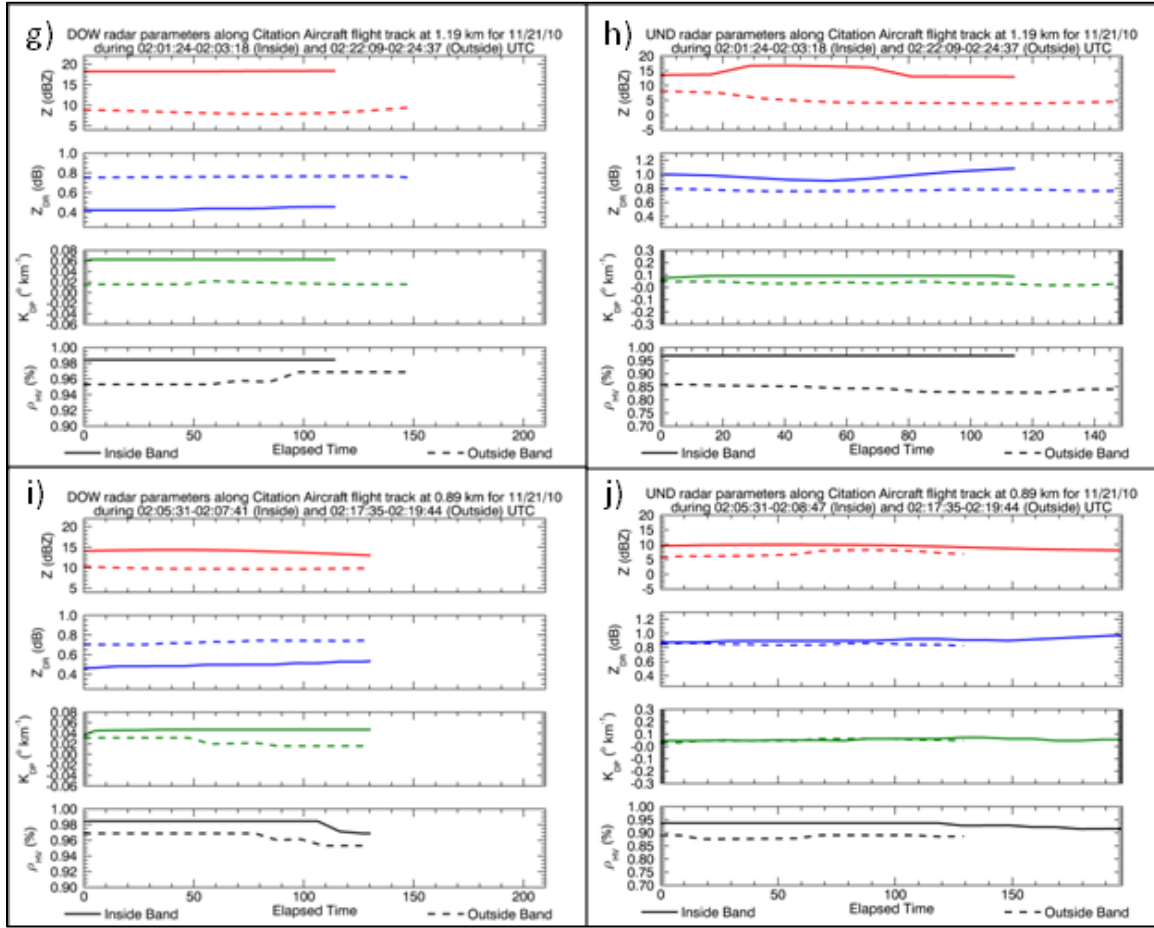 g)
DOW radar parameters along Citation Aircraft flight track at 1.19 km for 11/21/10
during 02:01:24-02:03:18 (Inside) and 02:22:09-02:24:37 (Outside) UTC
Z (dBZ)
20
15
10
5
Z_DR (dB)
1.0
0.8
0.6
0.4
K_DP (° km⁻¹)
0.08
0.06
0.04
0.02
0.00
-0.02
-0.04
-0.06
ρ_HV (%)
1.00
0.98
0.96
0.94
0.92
0.90
0 50 100 150 200
Inside Band Elapsed Time Outside Band
h)
UND radar parameters along Citation Aircraft flight track at 1.19 km for 11/21/10
during 02:01:24-02:03:18 (Inside) and 02:22:09-02:24:37 (Outside) UTC
Z (dBZ)
20
15
10
5
0
-5
Z_DR (dB)
1.2
1.0
0.8
0.6
0.4
K_DP (° km⁻¹)
0.3
0.2
0.1
-0.0
-0.1
-0.2
-0.3
ρ_HV (%)
1.00
0.95
0.90
0.85
0.80
0.75
0.70
0 20 40 60 80 100 120 140
Inside Band Elapsed Time Outside Band
i)
DOW radar parameters along Citation Aircraft flight track at 0.89 km for 11/21/10
during 02:05:31-02:07:41 (Inside) and 02:17:35-02:19:44 (Outside) UTC
Z (dBZ)
20
15
10
5
Z_DR (dB)
1.0
0.8
0.6
0.4
K_DP (° km⁻¹)
0.08
0.06
0.04
0.02
0.00
-0.02
-0.04
-0.06
ρ_HV (%)
1.00
0.98
0.96
0.94
0.92
0.90
0 50 100 150 200
Inside Band Elapsed Time Outside Band
j)
UND radar parameters along Citation Aircraft flight track at 0.89 km for 11/21/10
during 02:05:31-02:08:47 (Inside) and 02:17:35-02:19:44 (Outside) UTC
Z (dBZ)
20
15
10
5
0
-5
Z_DR (dB)
1.2
1.0
0.8
0.6
0.4
K_DP (° km⁻¹)
0.3
0.2
0.1
-0.0
-0.1
-0.2
-0.3
ρ_HV (%)
1.00
0.95
0.90
0.85
0.80
0.75
0.70
0 50 100 150
Inside Band Elapsed Time Outside Band